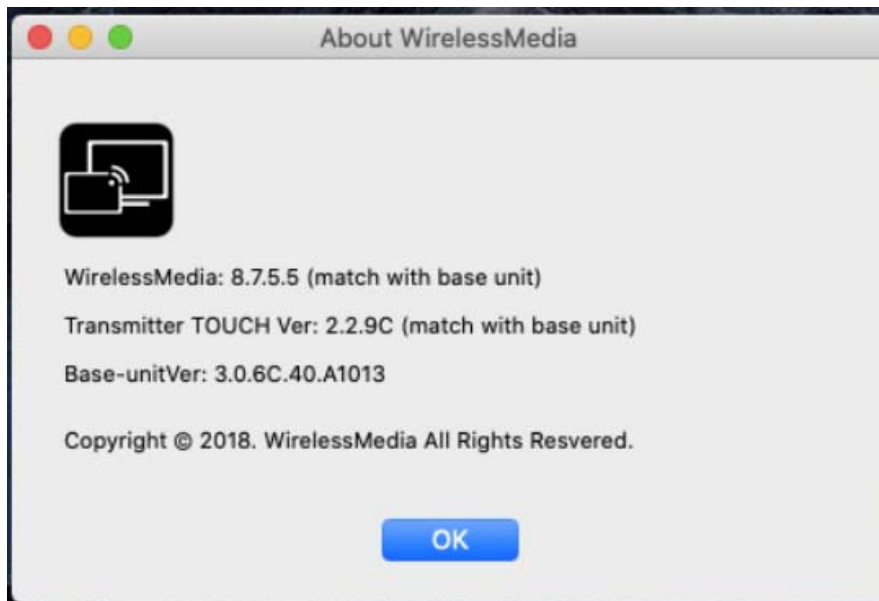 About WirelessMedia
WirelessMedia: 8.7.5.5 (match with base unit)
Transmitter TOUCH Ver: 2.2.9C (match with base unit)
Base-unitVer: 3.0.6C.40.A1013
Copyright © 2018. WirelessMedia All Rights Resvered.
OK